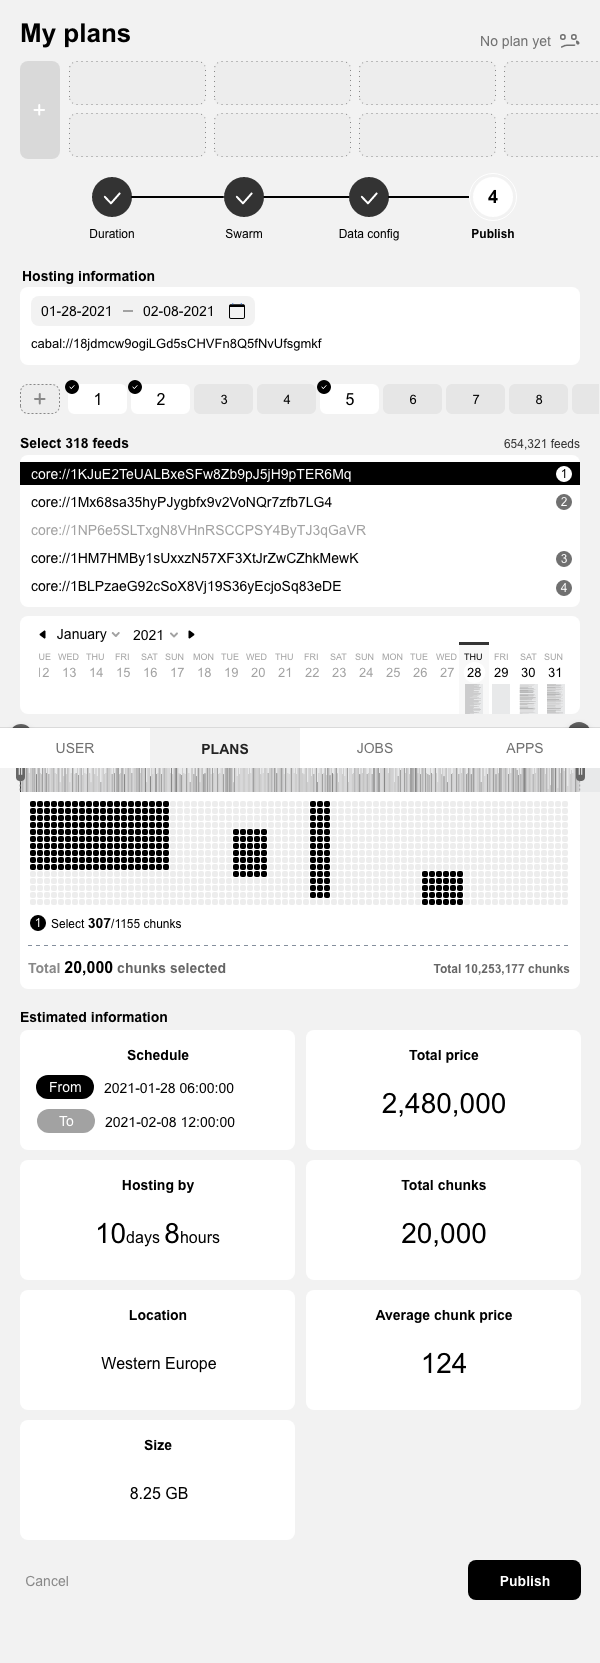 My plans
No plan yet
+
4
Duration Swarm Data config Publish
Hosting information
01-28-2021 — 02-08-2021
cabal://18jdmcw9ogiLGd5sCHVFn8Q5fNvUfsgmkf
+ 1 2 3 4 5 6 7 8
Select 318 feeds 654,321 feeds
core://1KJuE2TeUALBxeSFw8Zb9pJ5jH9pTER6Mq 1
core://1Mx68sa35hyPJygbfx9v2VoNQr7zfb7LG4 2
core://1NP6e5SLTxgN8VHnRSCCPSY4ByTJ3qGaVR
core://1HM7HMBy1sUxxzN57XF3XtJrZwCZhkMewK 3
core://1BLPzaeG92cSoX8Vj19S36yEcjoSq83eDE 4
January 2021
UE WED THU FRI SAT SUN MON TUE WED THU FRI SAT SUN MON TUE WED THU FRI SAT SUN
12 13 14 15 16 17 18 19 20 21 22 23 24 25 26 27 28 29 30 31
USER PLANS JOBS APPS
1 Select 307/1155 chunks
Total 20,000 chunks selected Total 10,253,177 chunks
Estimated information
Schedule
From 2021-01-28 06:00:00
To 2021-02-08 12:00:00
Total price
2,480,000
Hosting by
10days 8hours
Total chunks
20,000
Location
Western Europe
Average chunk price
124
Size
8.25 GB
Cancel Publish